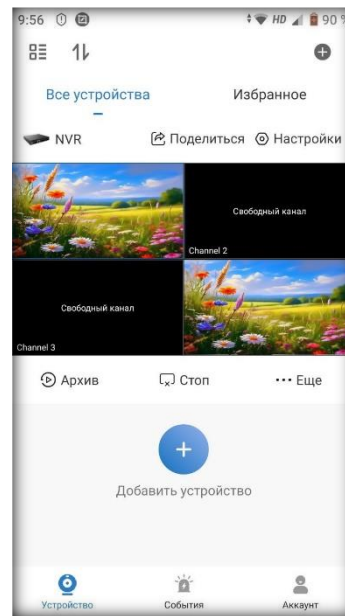 9:56 HD 90 %
Все устройства Избранное
NVR Поделиться Настройки
Свободный канал
Channel 2
Свободный канал
Channel 3
Архив Стоп ••• Еще
Добавить устройство
Устройство События Аккаунт